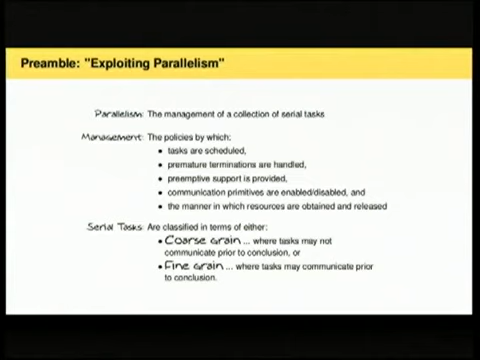 Preamble: "Exploiting Parallelism"
Parallelism: The management of a collection of serial tasks
Management: The policies by which:
• tasks are scheduled,
• premature terminations are handled,
• preemptive support is provided,
• communication primitives are enabled/disabled, and
• the manner in which resources are obtained and released
Serial Tasks: Are classified in terms of either:
• Coarse grain ... where tasks may not
communicate prior to conclusion, or
• Fine grain ... where tasks may communicate prior
to conclusion.